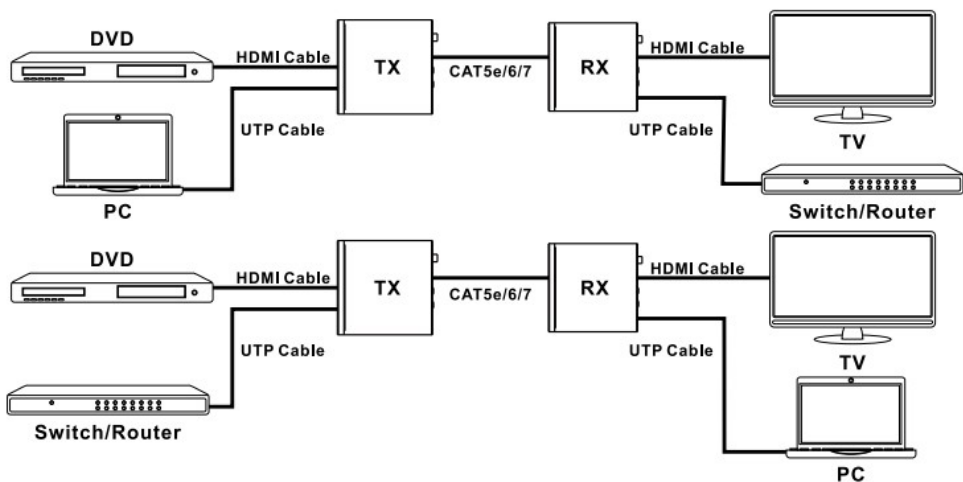 DVD
HDMI Cable
TX
CAT5e/6/7
RX
HDMI Cable
UTP Cable
UTP Cable
TV
PC
Switch/Router
DVD
HDMI Cable
TX
CAT5e/6/7
RX
HDMI Cable
UTP Cable
UTP Cable
TV
Switch/Router
PC